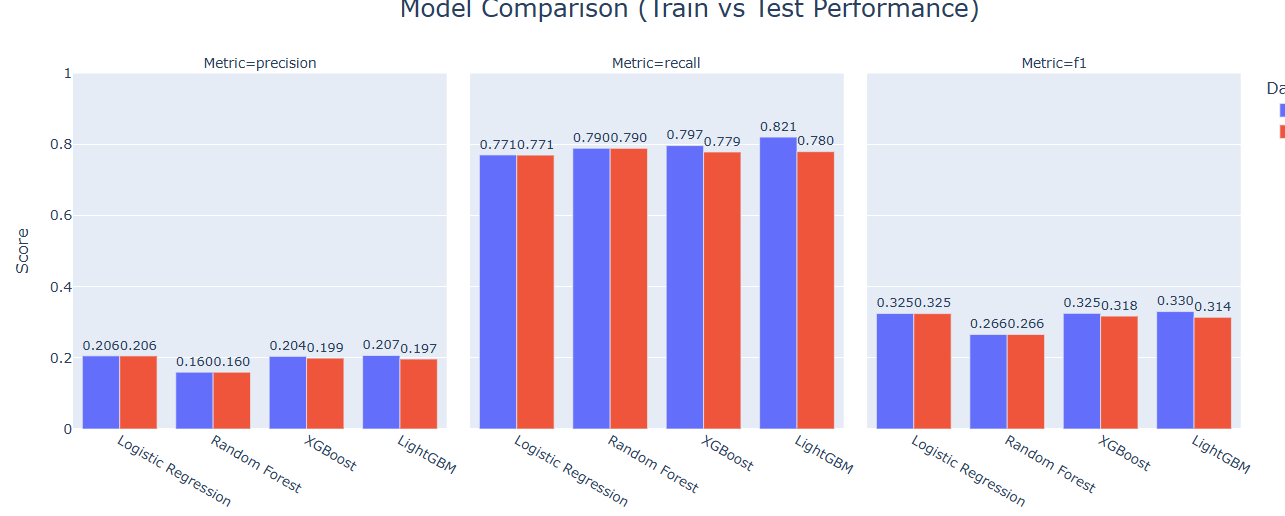 Model Comparison (Train vs Test Performance)
Metric=precision
Metric=recall
Metric=f1
Da
Score
1
0.8
0.6
0.4
0.2
0
0.206 0.206 0.160 0.160 0.204 0.199 0.207 0.197
0.771 0.771 0.790 0.790 0.797 0.779 0.821 0.780
0.325 0.325 0.266 0.266 0.325 0.318 0.330 0.314
Logistic Regression
Random Forest
XGBoost
LightGBM
Logistic Regression
Random Forest
XGBoost
LightGBM
Logistic Regression
Random Forest
XGBoost
LightGBM